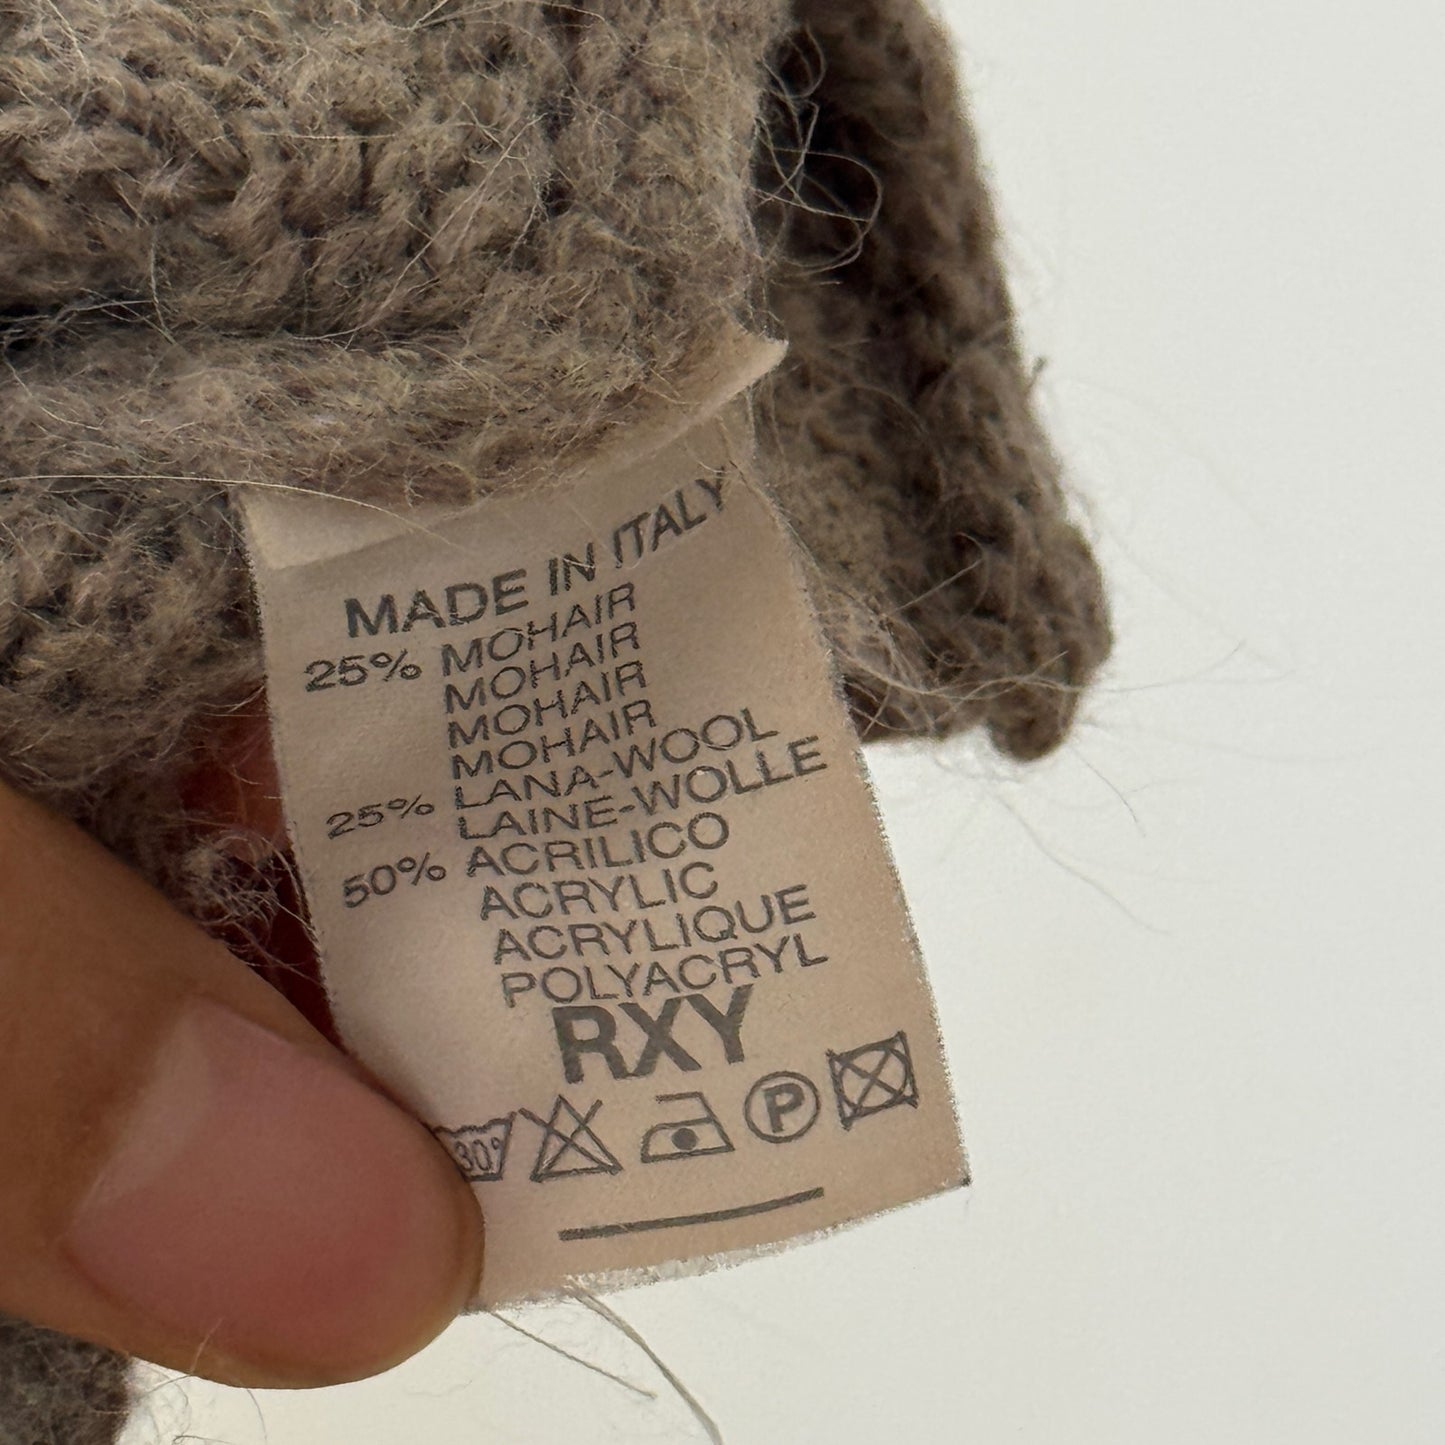 MADE IN ITALY
25% MOHAIR
MOHAIR
MOHAIR
MOHAIR
25% LANA-WOOL
LAINE-WOLLE
50% ACRILICO
ACRYLIC
ACRYLIQUE
POLYACRYL
RXY
30° P